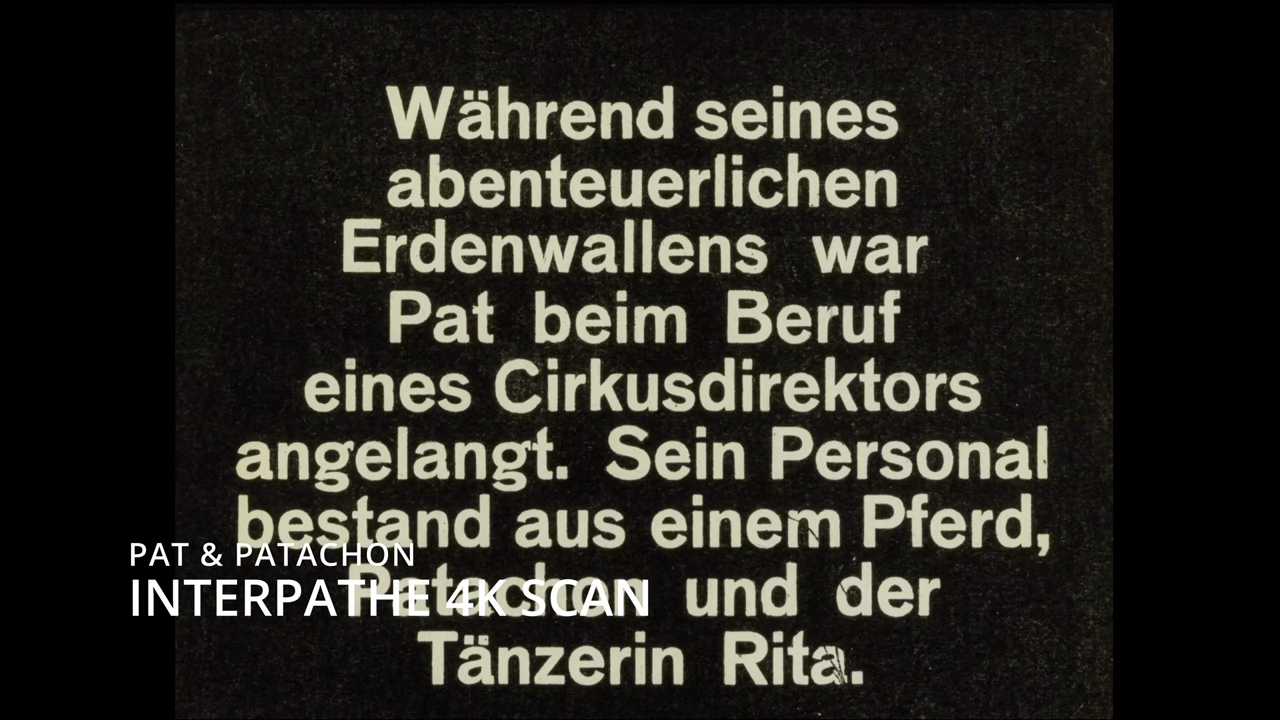 Während seines
abenteuerlichen
Erdenwallens war
Pat beim Beruf
eines Cirkusdirektors
angelangt. Sein Personal
bestand aus einem Pferd,
PAT & PATACHON
Patachon und der
INTERPATHE 4K SCAN
Tänzerin Rita.